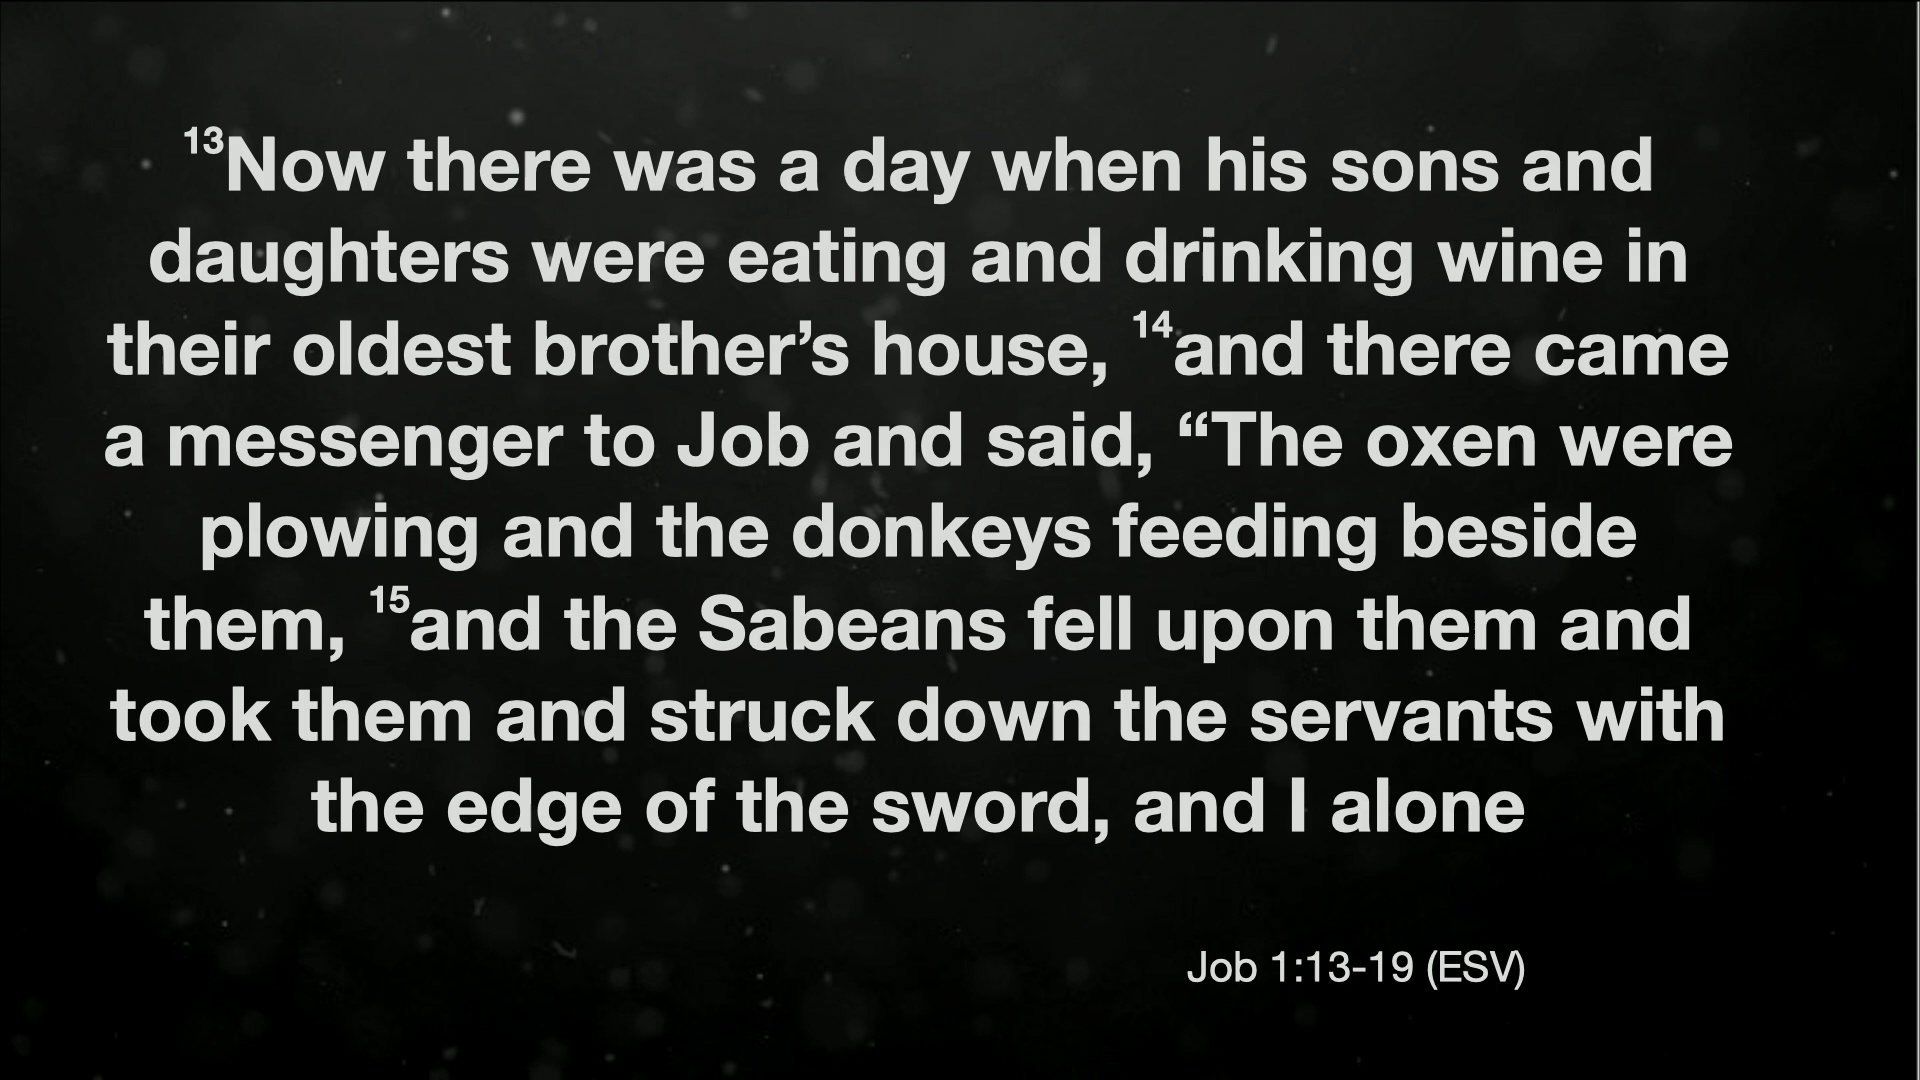 ¹³Now there was a day when his sons and
daughters were eating and drinking wine in
their oldest brother’s house, ¹⁴and there came
a messenger to Job and said, “The oxen were
plowing and the donkeys feeding beside
them, ¹⁵and the Sabeans fell upon them and
took them and struck down the servants with
the edge of the sword, and I alone
Job 1:13-19 (ESV)